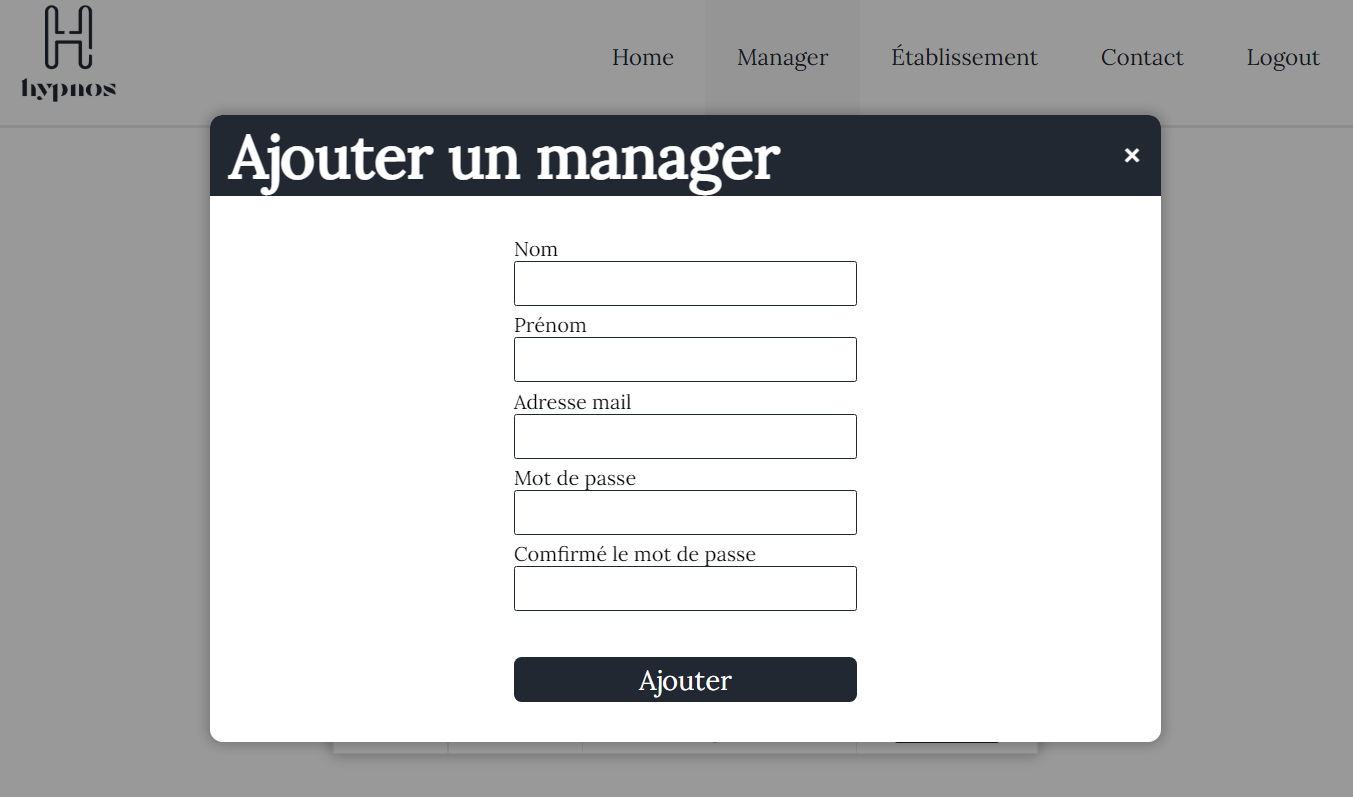 H
hypnos
Home Manager Établissement Contact Logout
Ajouter un manager ×
Nom
Prénom
Adresse mail
Mot de passe
Comfirmé le mot de passe
Ajouter